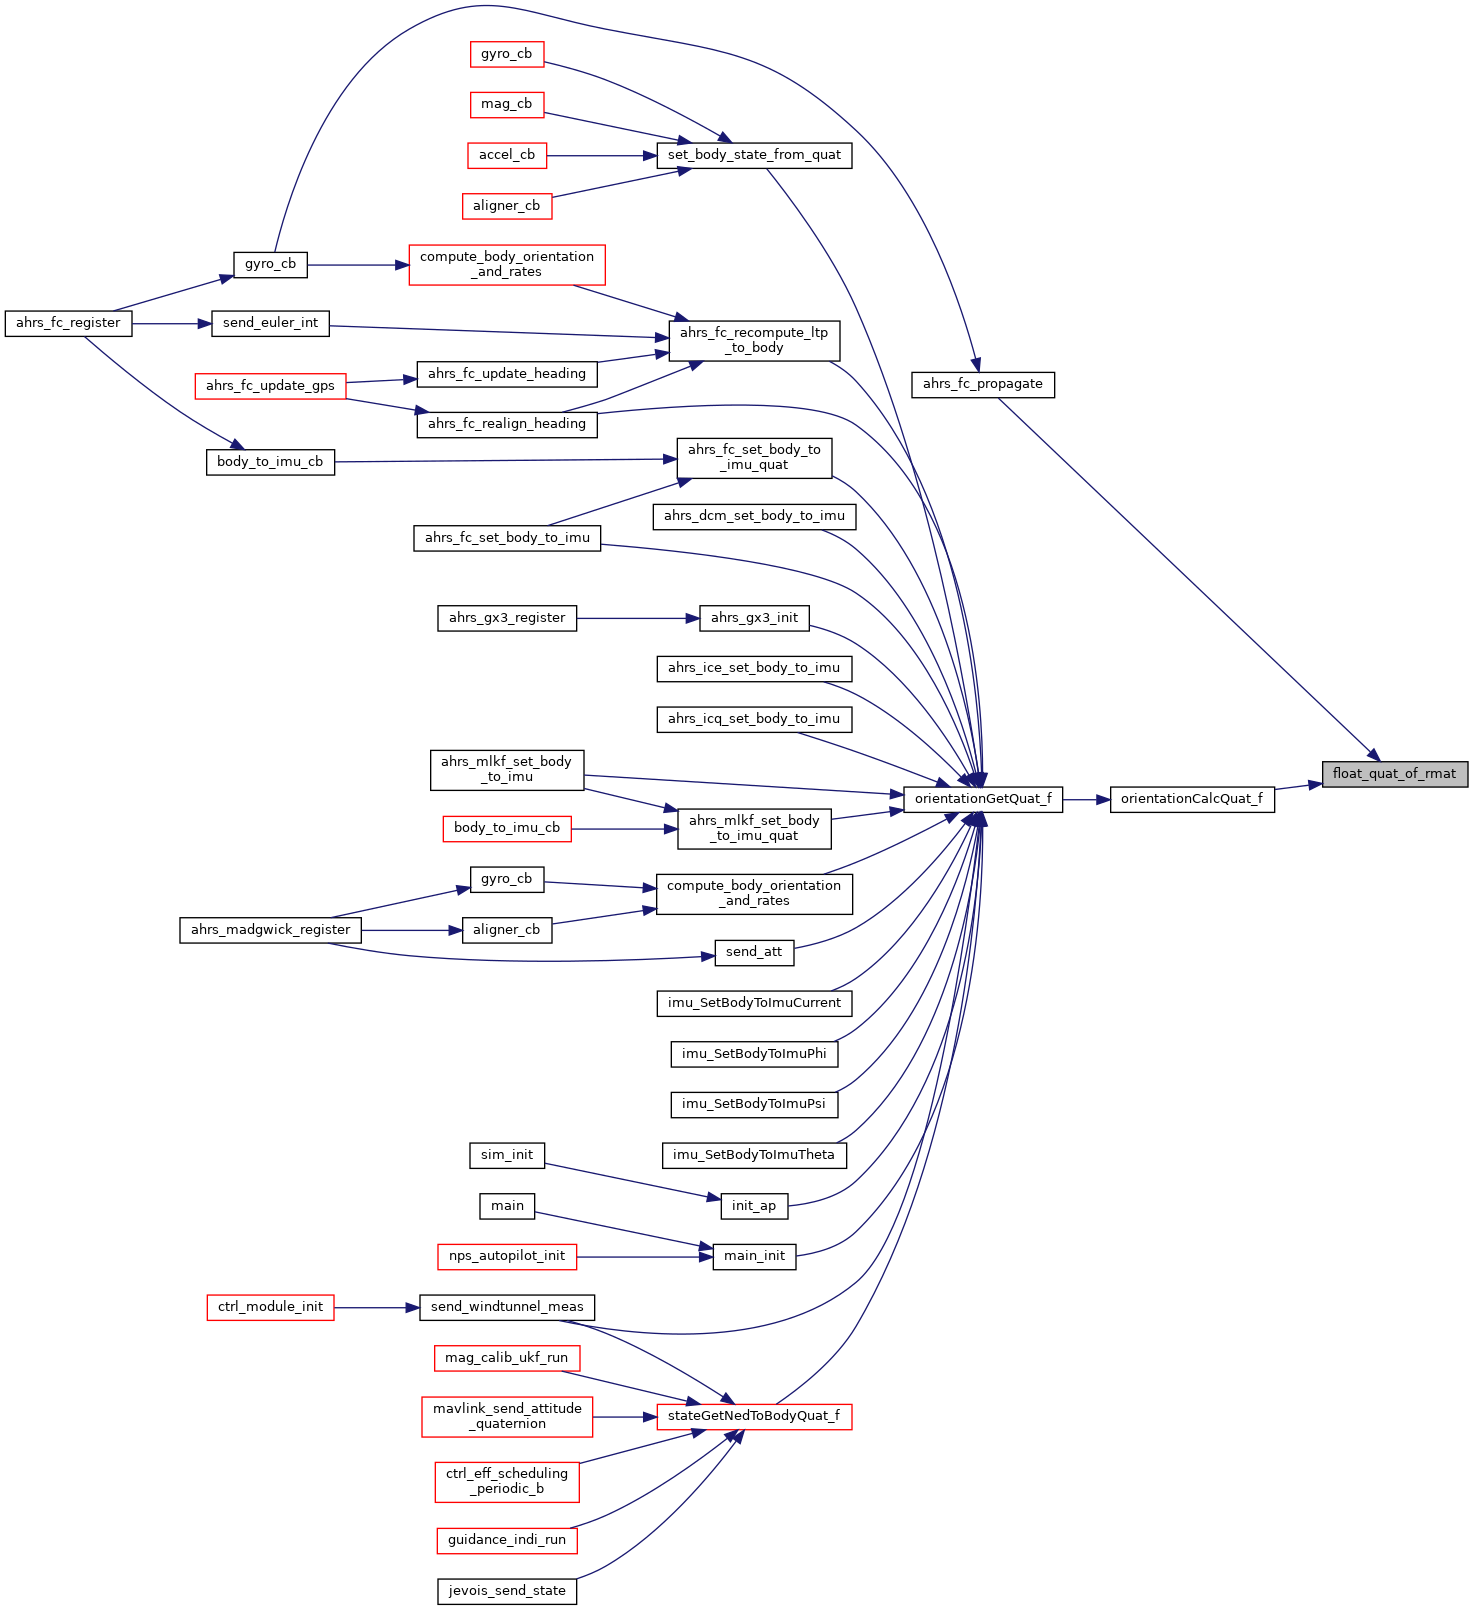 gyro_cb
mag_cb
set_body_state_from_quat
accel_cb
aligner_cb
gyro_cb
compute_body_orientation
_and_rates
ahrs_fc_register
send_euler_int
ahrs_fc_recompute_ltp
_to_body
ahrs_fc_update_gps
ahrs_fc_update_heading
ahrs_fc_propagate
ahrs_fc_realign_heading
body_to_imu_cb
ahrs_fc_set_body_to
_imu_quat
ahrs_dcm_set_body_to_imu
ahrs_fc_set_body_to_imu
ahrs_gx3_register
ahrs_gx3_init
ahrs_ice_set_body_to_imu
ahrs_icq_set_body_to_imu
ahrs_mlkf_set_body
_to_imu
float_quat_of_rmat
orientationGetQuat_f
orientationCalcQuat_f
body_to_imu_cb
ahrs_mlkf_set_body
_to_imu_quat
gyro_cb
compute_body_orientation
_and_rates
ahrs_madgwick_register
aligner_cb
send_att
imu_SetBodyToImuCurrent
imu_SetBodyToImuPhi
imu_SetBodyToImuPsi
sim_init
imu_SetBodyToImuTheta
main
init_ap
nps_autopilot_init
main_init
ctrl_module_init
send_windtunnel_meas
mag_calib_ukf_run
mavlink_send_attitude
_quaternion
stateGetNedToBodyQuat_f
ctrl_eff_scheduling
_periodic_b
guidance_indi_run
jevois_send_state